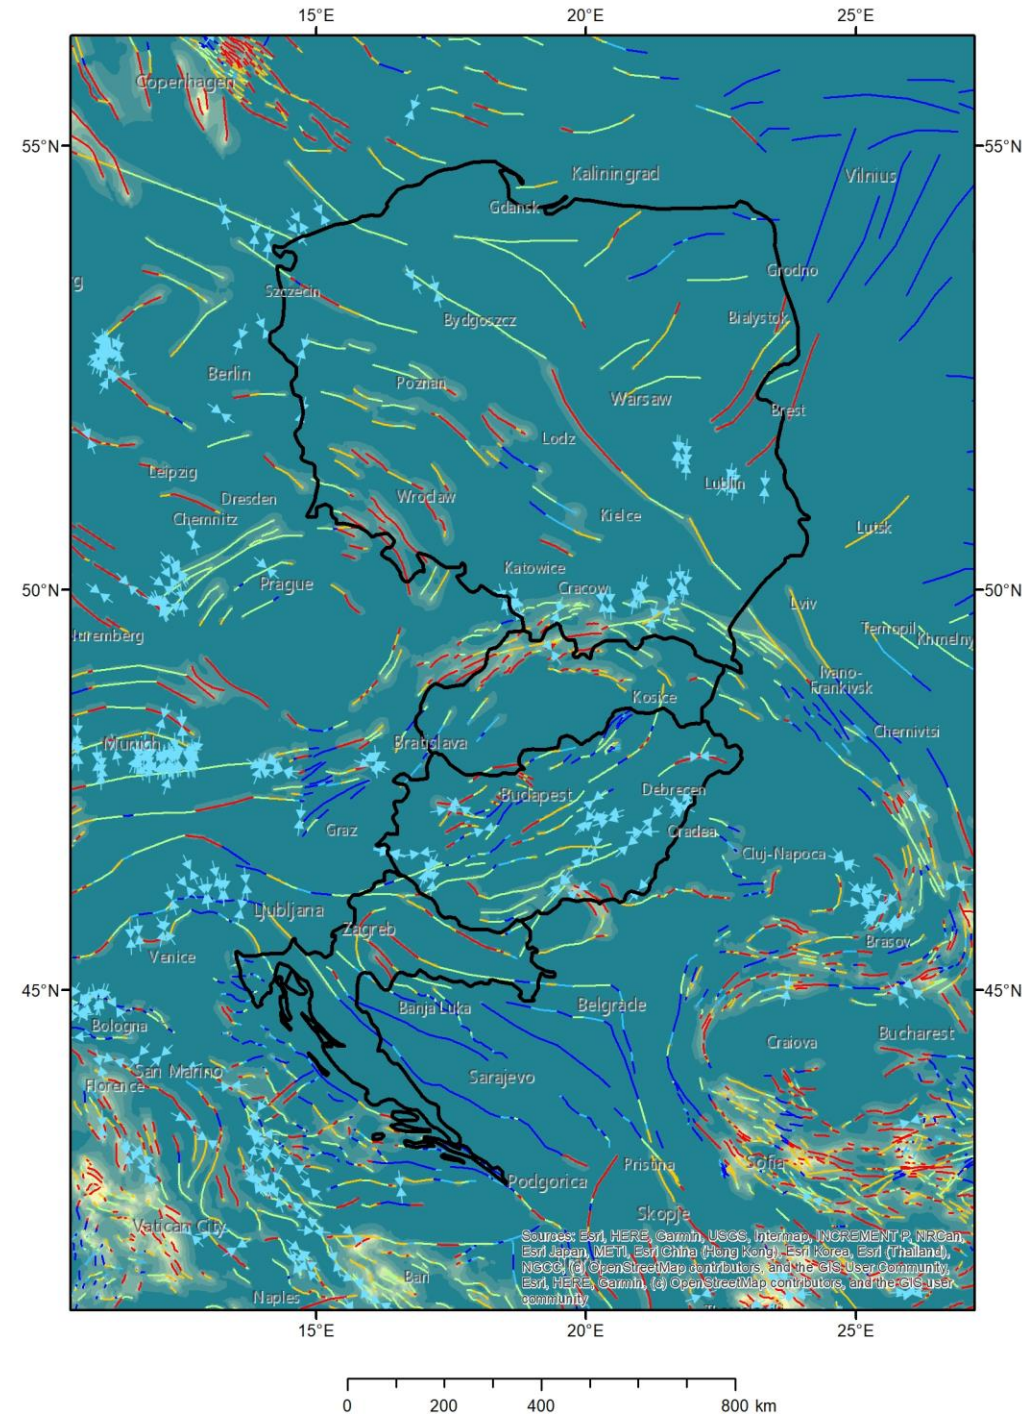 15°E 20°E 25°E
Copenhagen
55°N 55°N
Kaliningrad
Vilnius
Gdansk
Grodno
rg
Szczecin
Bydgoszcz
Bialystok
Berlin
Poznan
Warsaw
Brest
Lodz
Leipzig
Lublin
Dresden
Wroclaw
Chemnitz
Kielce
Lutsk
Katowice
Prague
Cracow
50°N 50°N
Lviv
Nuremberg
Ternopil
Khmelny
Ivano-
Frankivsk
Kosice
Chernivtsi
Munich
Bratislava
Debrecen
Budapest
Graz
Oradea
Cluj-Napoca
Ljubljana
Zagreb
Brasov
Venice
45°N 45°N
Banja Luka
Belgrade
Bologna
Bucharest
Craiova
San Marino
Sarajevo
Florence
Pristina
Sofia
Podgorica
Vatican City
Skopje
Sources: Esri, HERE, Garmin, USGS, Intermap, INCREMENT P, NRCan,
Esri Japan, METI, Esri China (Hong Kong), Esri Korea, Esri (Thailand),
NGCC, (c) OpenStreetMap contributors, and the GIS User Community,
Esri, HERE, Garmin, (c) OpenStreetMap contributors, and the GIS user
community
Bari
Naples
15°E 20°E 25°E
0 200 400 800 km